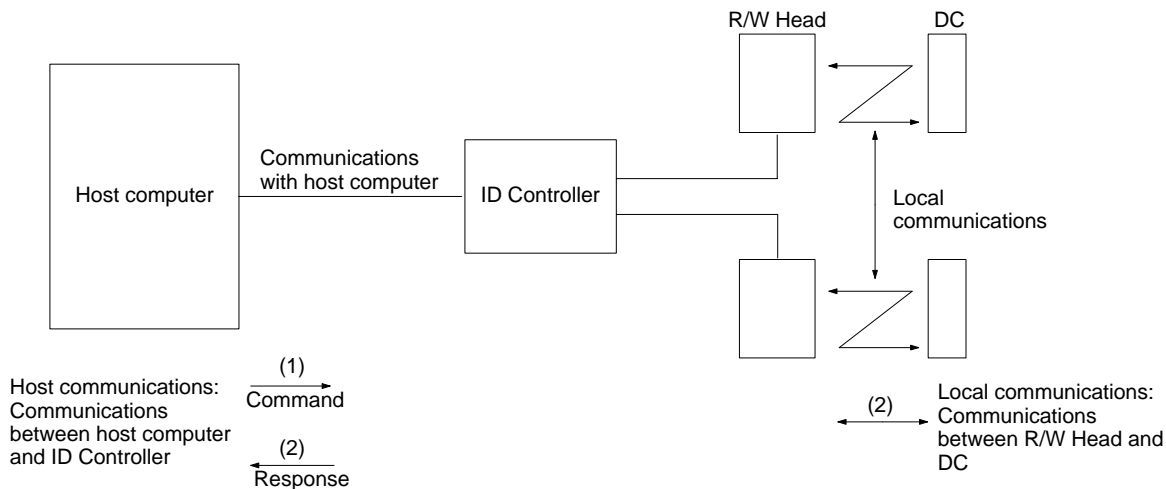 R/W Head
DC
Communications
with host computer
Host computer
ID Controller
Local
communications
Host communications:
Communications
between host computer
and ID Controller
(1)
Command
(2)
Response
(2)
Local communications:
Communications
between R/W Head and
DC